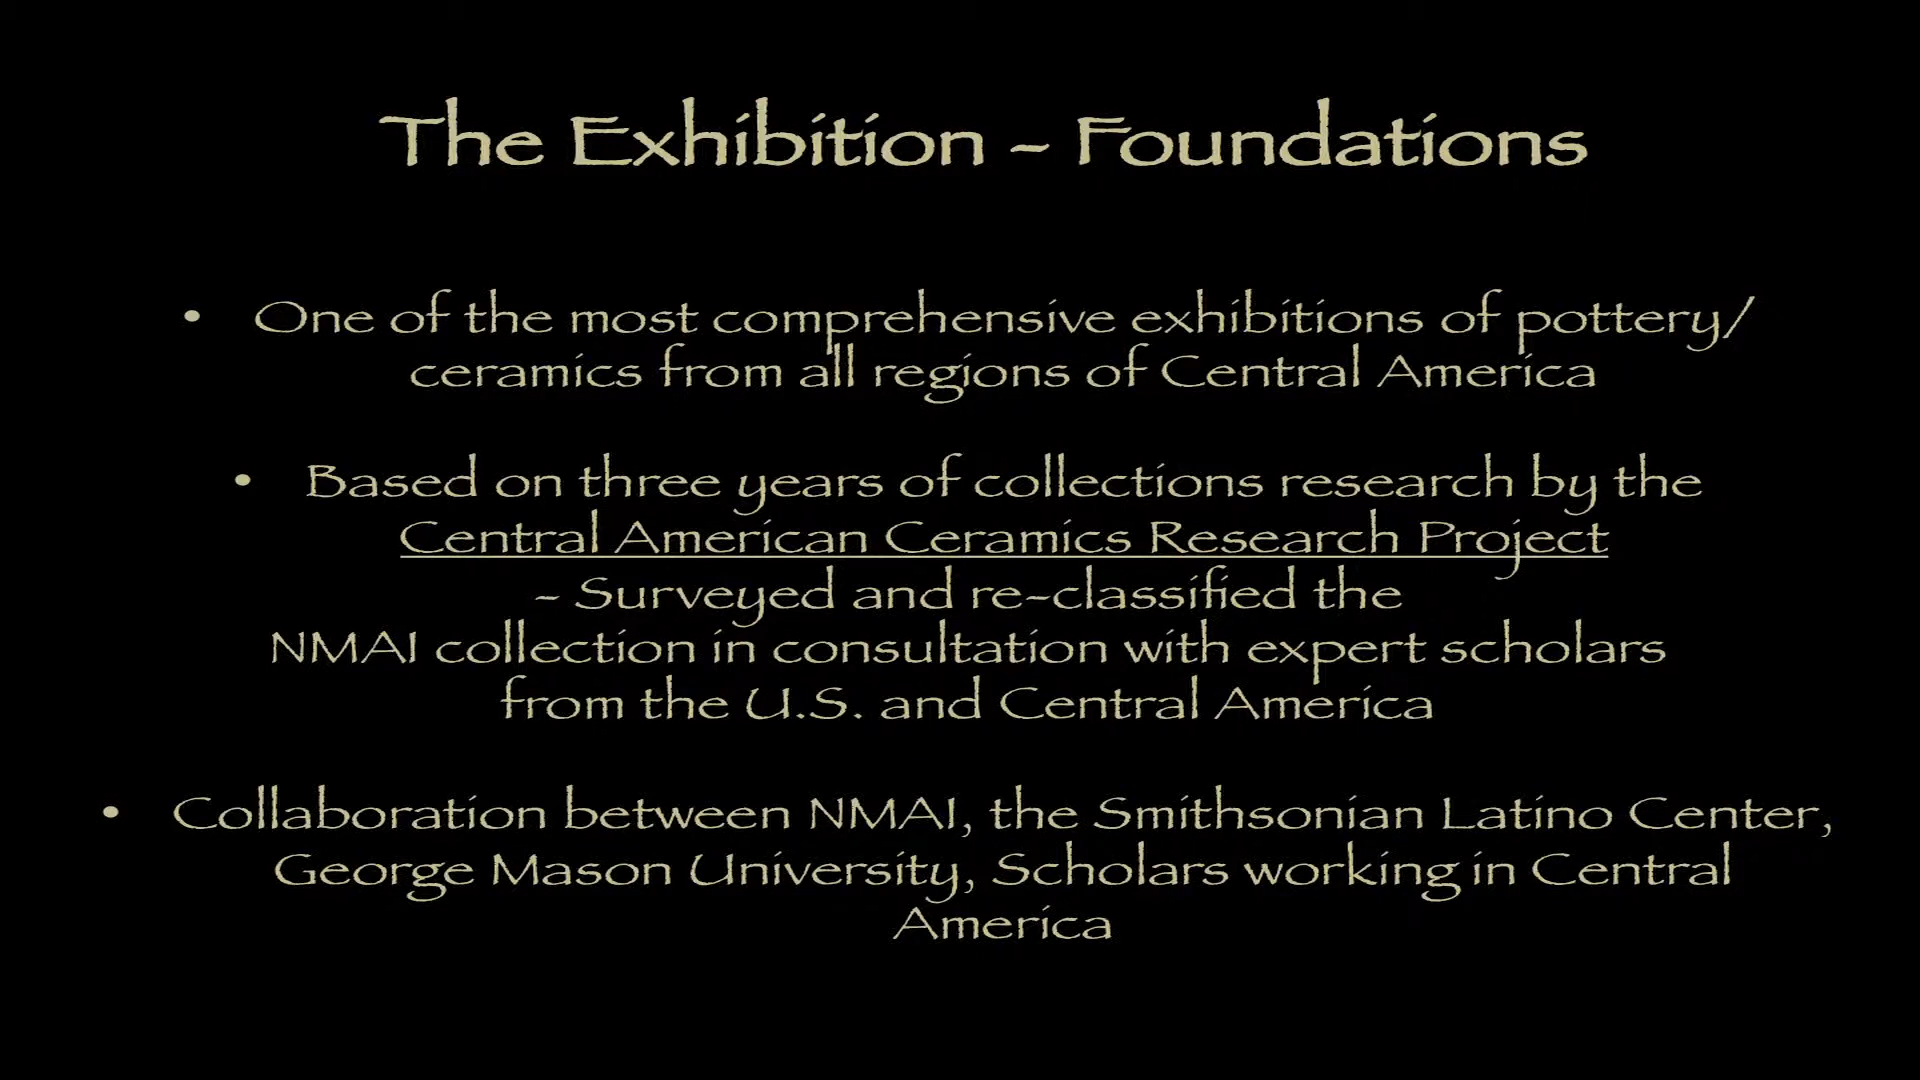 The Exhibition - Foundations
• One of the most comprehensive exhibitions of pottery/
ceramics from all regions of Central America
• Based on three years of collections research by the
Central American Ceramics Research Project
- Surveyed and re-classified the
NMAI collection in consultation with expert scholars
from the U.S. and Central America
• Collaboration between NMAI, the Smithsonian Latino Center,
George Mason University, Scholars working in Central
America